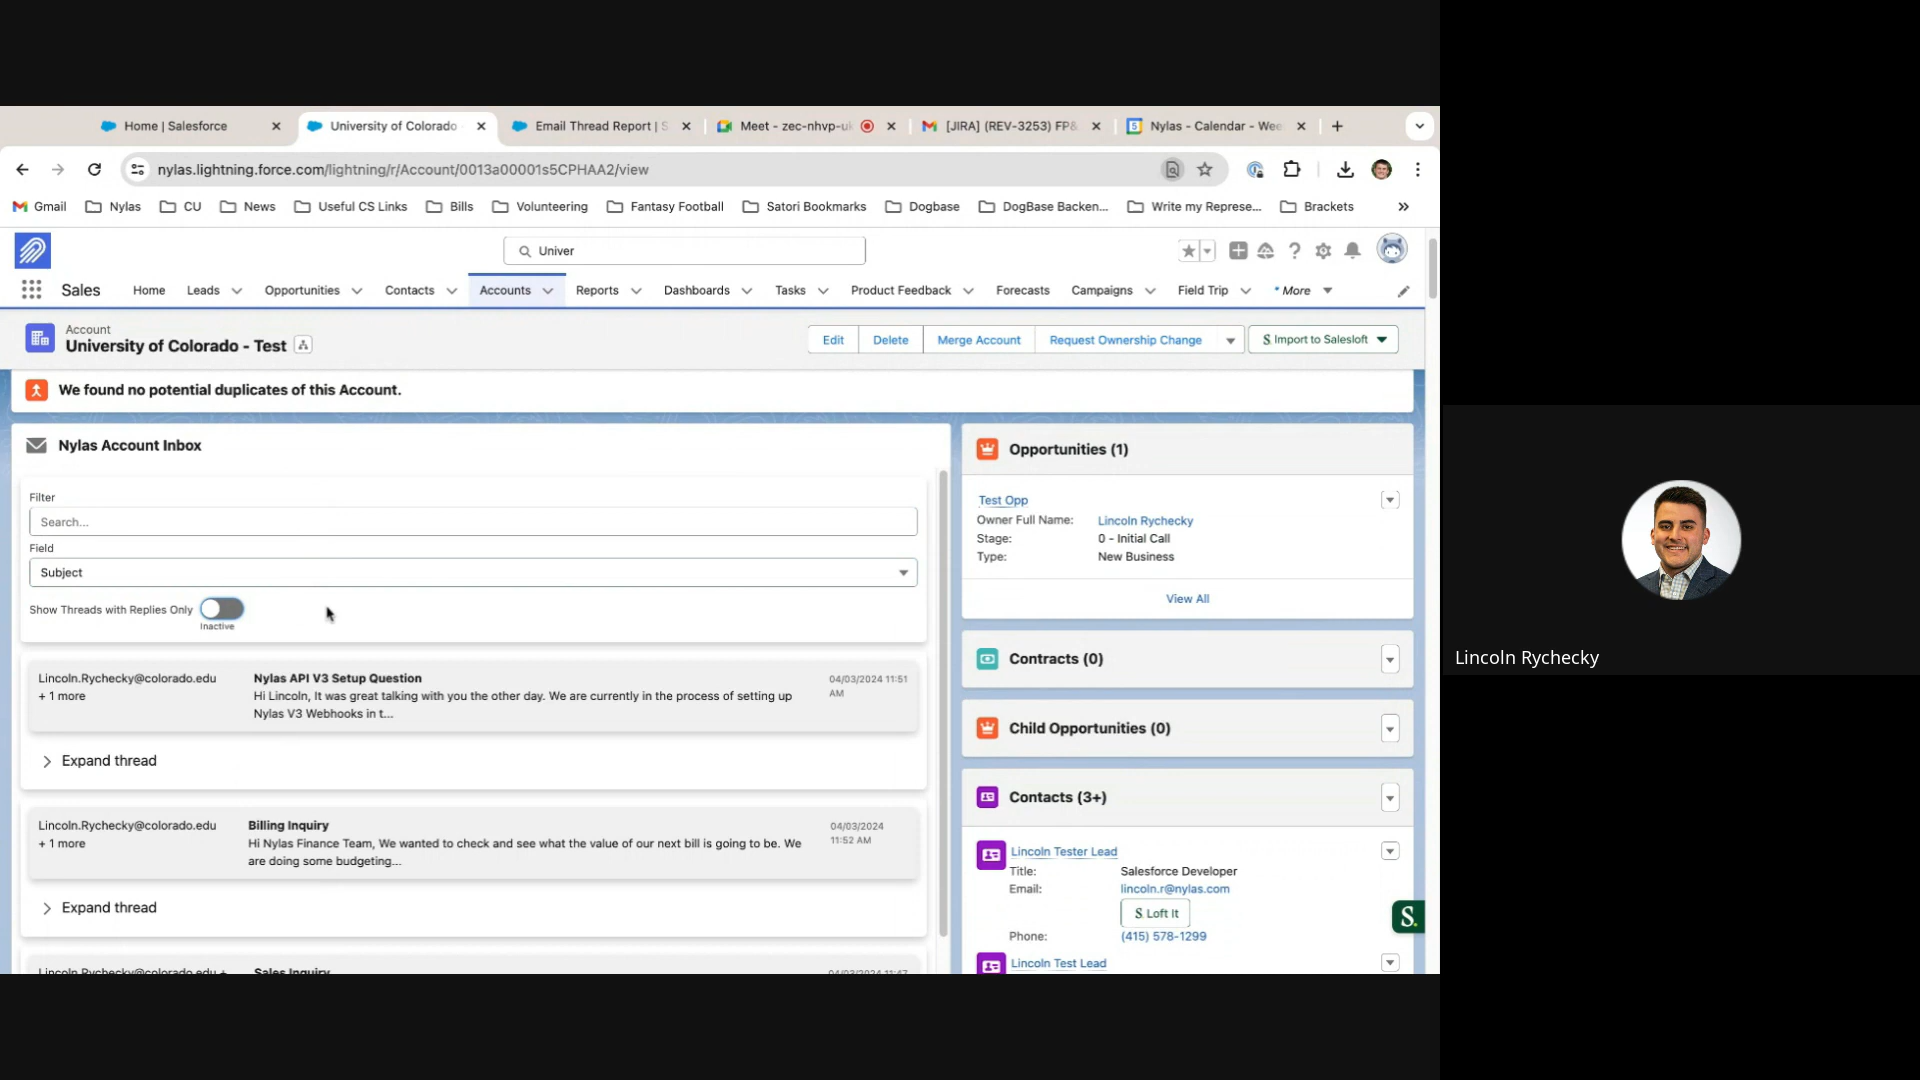 Home | Salesforce
University of Colorado
Email Thread Report | S
Meet - zec-nhvp-u
[JIRA] (REV-3253) FP&
Nylas - Calendar - Wee
nylas.lightning.force.com/lightning/r/Account/0013a00001s5CPHAA2/view
Gmail
Nylas
CU
News
Useful CS Links
Bills
Volunteering
Fantasy Football
Satori Bookmarks
Dogbase
DogBase Backen...
Write my Represe...
Brackets
Univer
Sales
Home
Leads
Opportunities
Contacts
Accounts
Reports
Dashboards
Tasks
Product Feedback
Forecasts
Campaigns
Field Trip
* More
Account
University of Colorado - Test
Edit
Delete
Merge Account
Request Ownership Change
S Import to Salesloft
We found no potential duplicates of this Account.
Nylas Account Inbox
Filter
Search...
Field
Subject
Show Threads with Replies Only
Inactive
Lincoln.Rychecky@colorado.edu
+ 1 more
Nylas API V3 Setup Question
Hi Lincoln, It was great talking with you the other day. We are currently in the process of setting up
Nylas V3 Webhooks in t...
04/03/2024 11:51
AM
Expand thread
Lincoln.Rychecky@colorado.edu
+ 1 more
Billing Inquiry
Hi Nylas Finance Team, We wanted to check and see what the value of our next bill is going to be. We
are doing some budgeting...
04/03/2024
11:52 AM
Expand thread
Lincoln.Rychecky@colorado.edu +
Sales Inquiry
04/03/2024 11:47
Opportunities (1)
Test Opp
Owner Full Name: Lincoln Rychecky
Stage: 0 - Initial Call
Type: New Business
View All
Contracts (0)
Child Opportunities (0)
Contacts (3+)
Lincoln Tester Lead
Title: Salesforce Developer
Email: lincoln.r@nylas.com
S Loft It
Phone: (415) 578-1299
Lincoln Test Lead
S.
Lincoln Rychecky